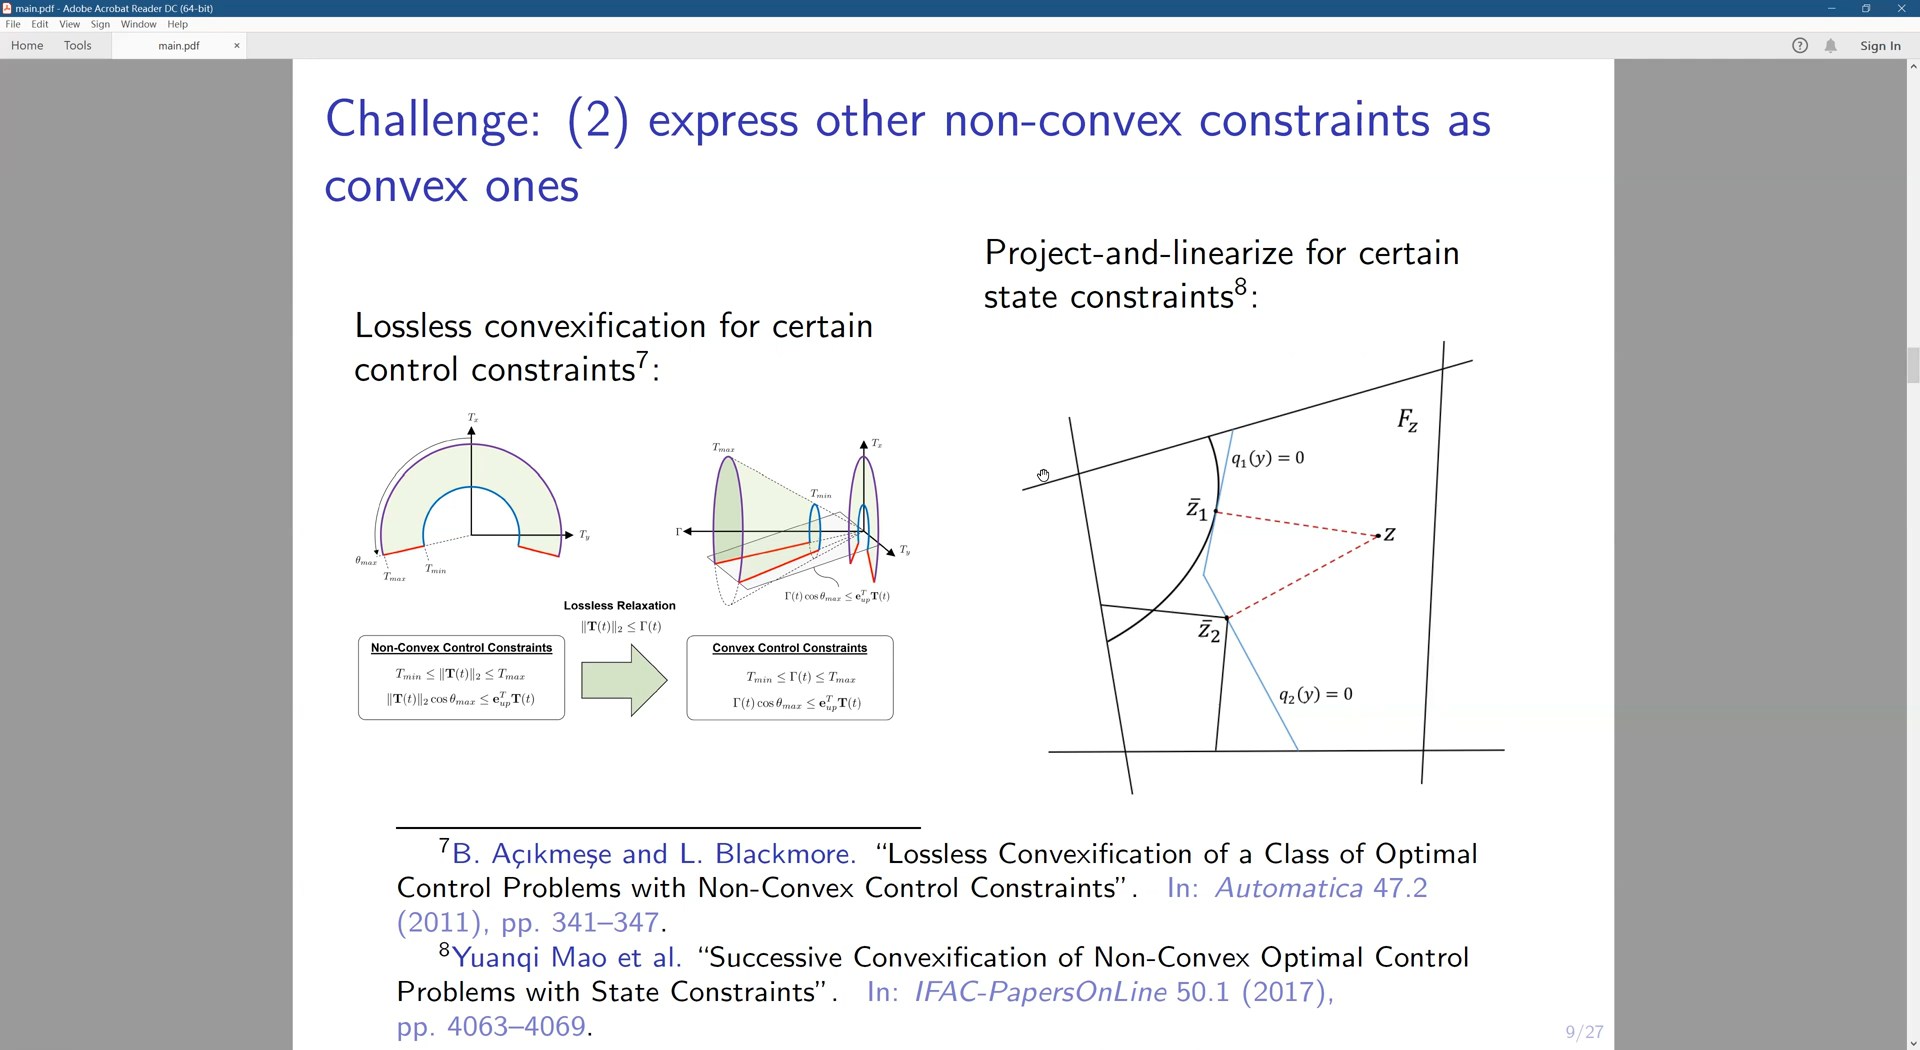 main.pdf - Adobe Acrobat Reader DC (64-bit)
File Edit View Sign Window Help
Home Tools main.pdf × ? Sign In
Challenge: (2) express other non-convex constraints as
convex ones
Lossless convexification for certain
control constraints⁷:
T_x
T_y
θ_max
T_max
T_min
T_max
T_min
T_x
Γ
T_y
Γ(t) cos θ_max ≤ e_up^T T(t)
Lossless Relaxation
‖T(t)‖₂ ≤ Γ(t)
Non-Convex Control Constraints
T_min ≤ ‖T(t)‖₂ ≤ T_max
‖T(t)‖₂ cos θ_max ≤ e_up^T T(t)
Convex Control Constraints
T_min ≤ Γ(t) ≤ T_max
Γ(t) cos θ_max ≤ e_up^T T(t)
Project-and-linearize for certain
state constraints⁸:
F_z
q₁(y) = 0
z̄₁
z
z̄₂
q₂(y) = 0
⁷B. Açıkmeşe and L. Blackmore. “Lossless Convexification of a Class of Optimal
Control Problems with Non-Convex Control Constraints”. In: Automatica 47.2
(2011), pp. 341–347.
⁸Yuanqi Mao et al. “Successive Convexification of Non-Convex Optimal Control
Problems with State Constraints”. In: IFAC-PapersOnLine 50.1 (2017),
pp. 4063–4069.
9/27